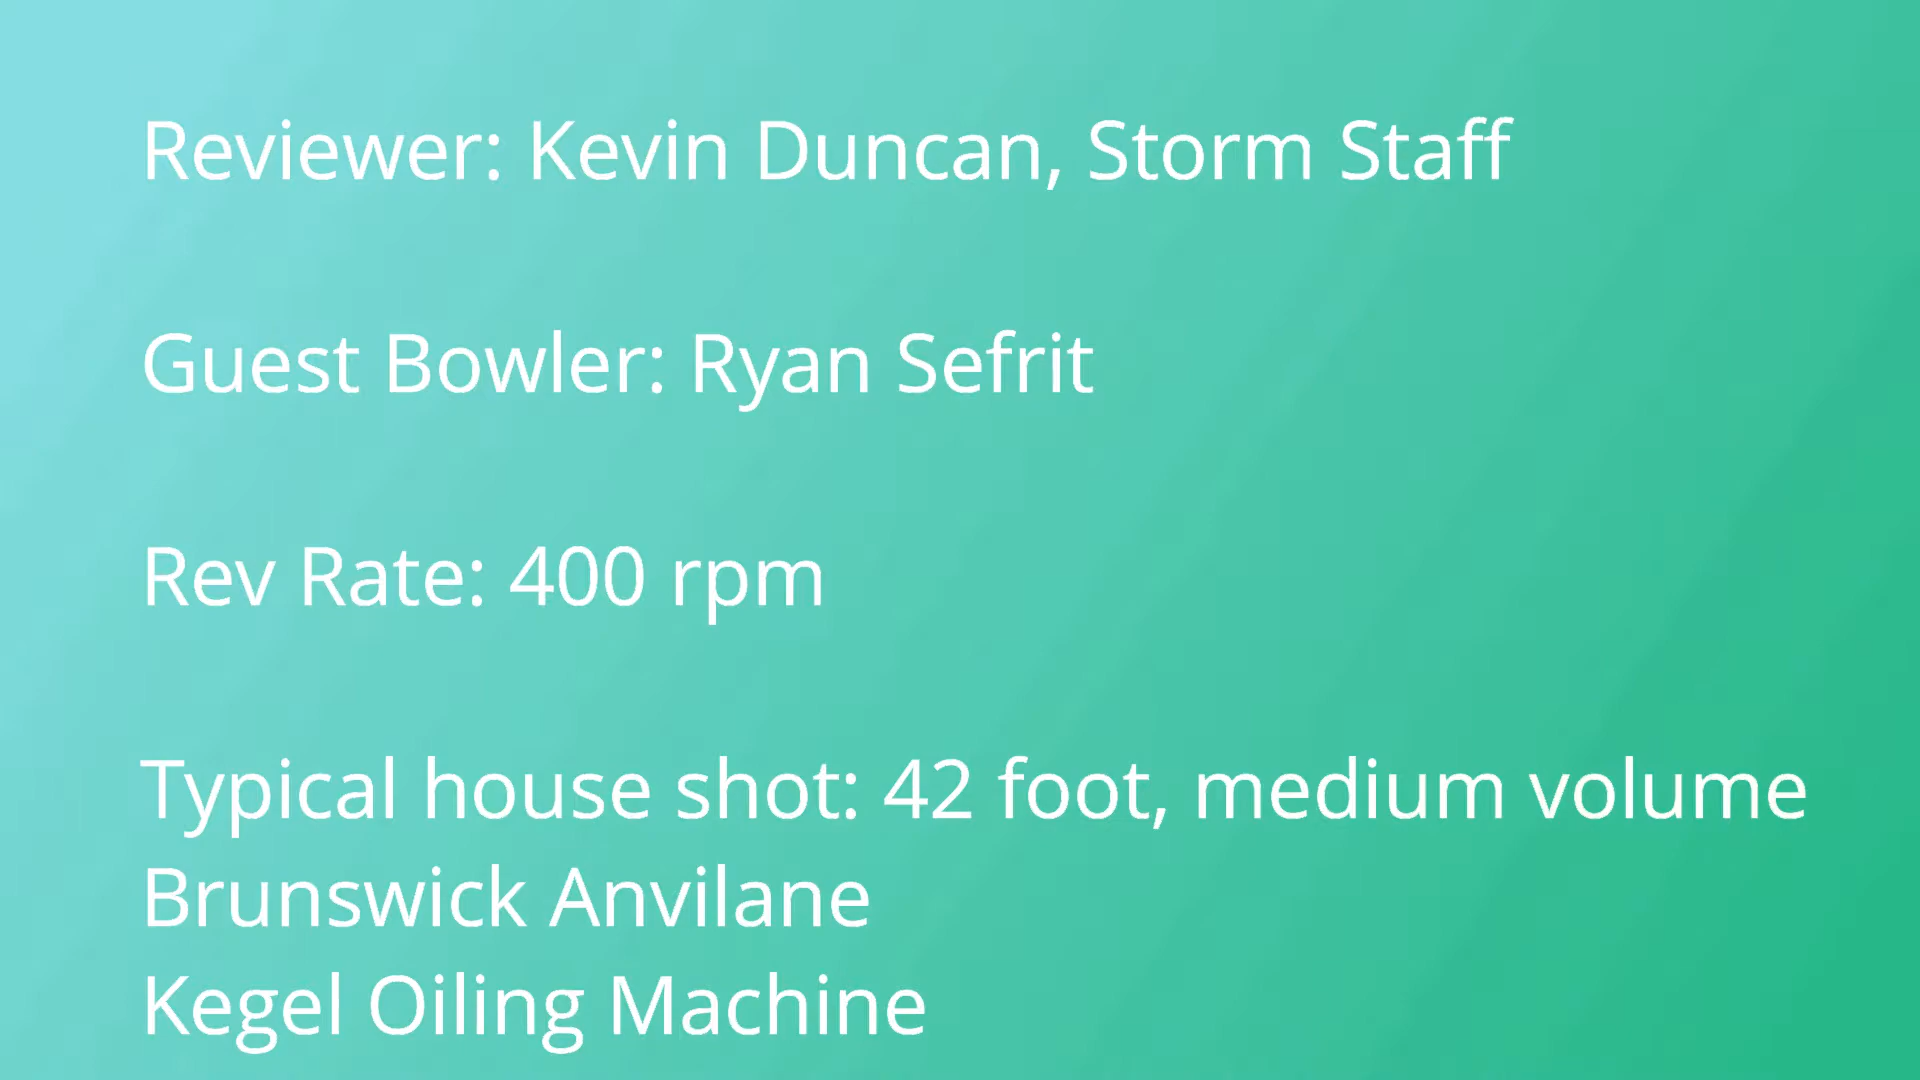 Reviewer: Kevin Duncan, Storm Staff
Guest Bowler: Ryan Sefrit
Rev Rate: 400 rpm
Typical house shot: 42 foot, medium volume
Brunswick Anvilane
Kegel Oiling Machine